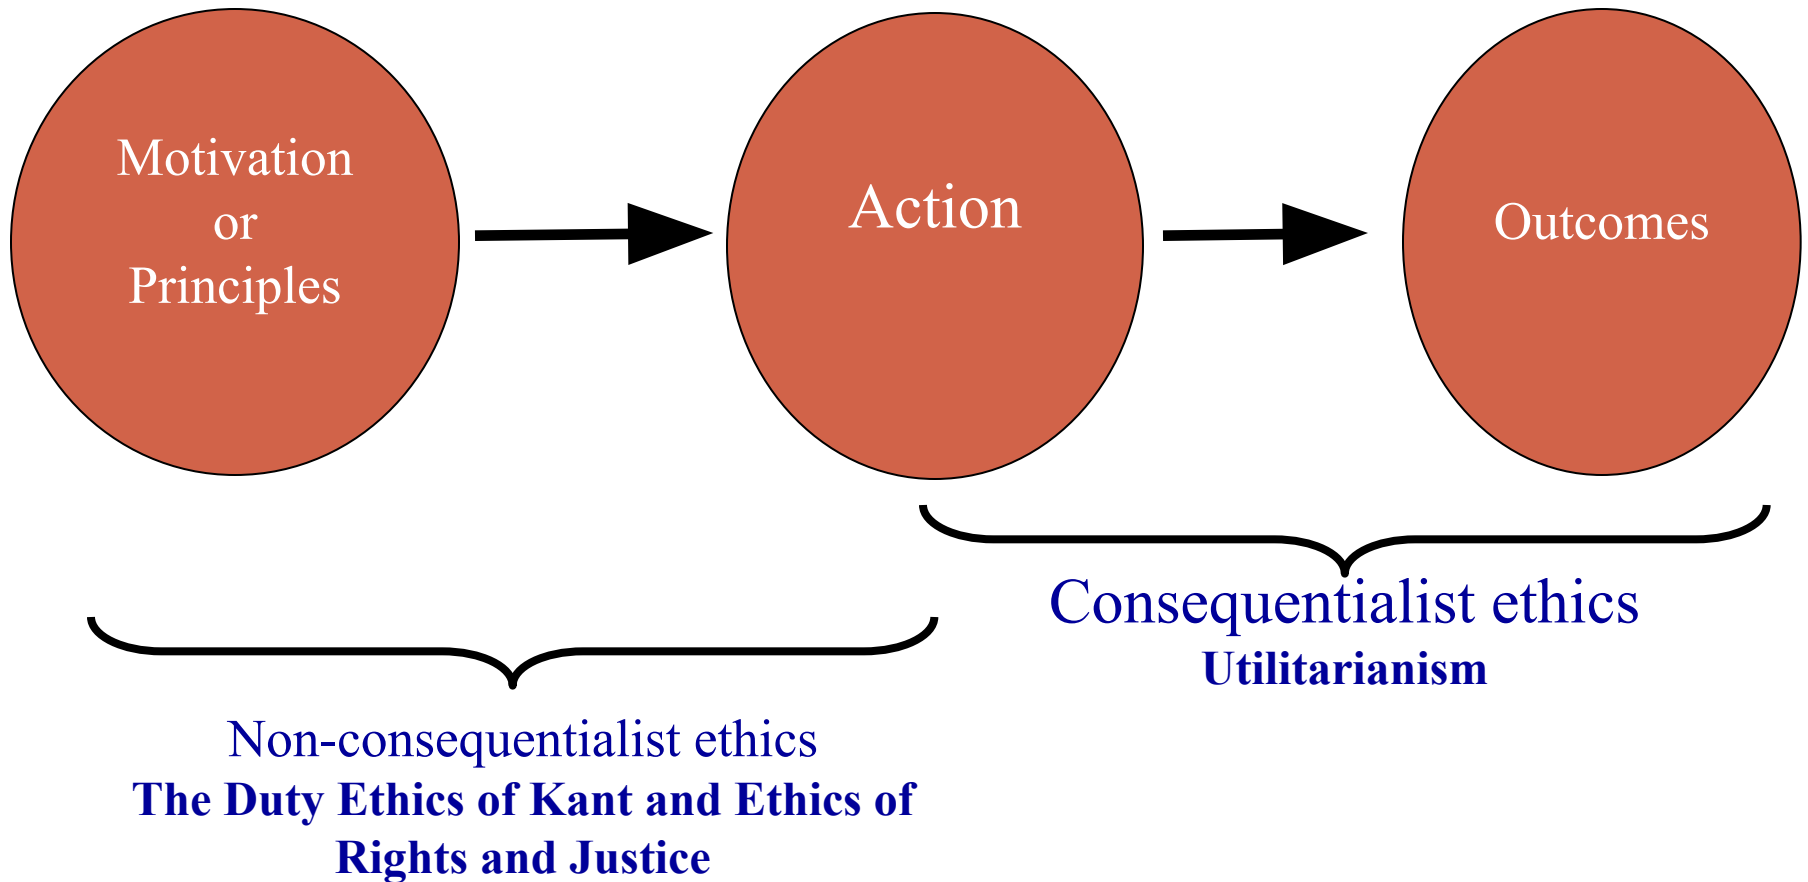 Motivation
or
Principles
Action
Outcomes
Consequentialist ethics
Utilitarianism
Non-consequentialist ethics
The Duty Ethics of Kant and Ethics of
Rights and Justice